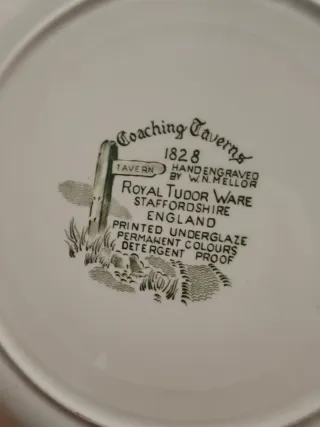 Coaching Taverns
1828
TAVERN
HAND ENGRAVED
BY W.N. MELLOR
ROYAL TUDOR WARE
STAFFORDSHIRE
ENGLAND
PRINTED UNDERGLAZE
PERMANENT COLOURS
DETERGENT PROOF